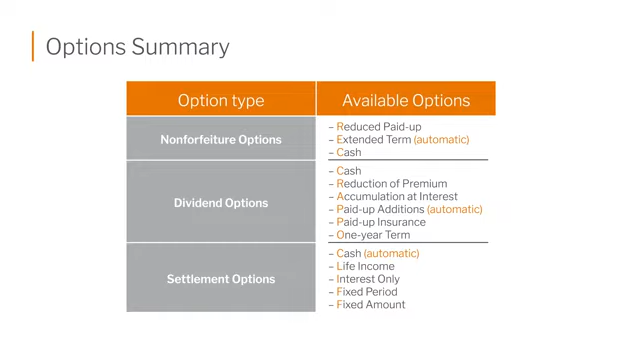 Options Summary
Option type
Available Options
Nonforfeiture Options
– Reduced Paid-up
– Extended Term (automatic)
– Cash
Dividend Options
– Cash
– Reduction of Premium
– Accumulation at Interest
– Paid-up Additions (automatic)
– Paid-up Insurance
– One-year Term
Settlement Options
– Cash (automatic)
– Life Income
– Interest Only
– Fixed Period
– Fixed Amount